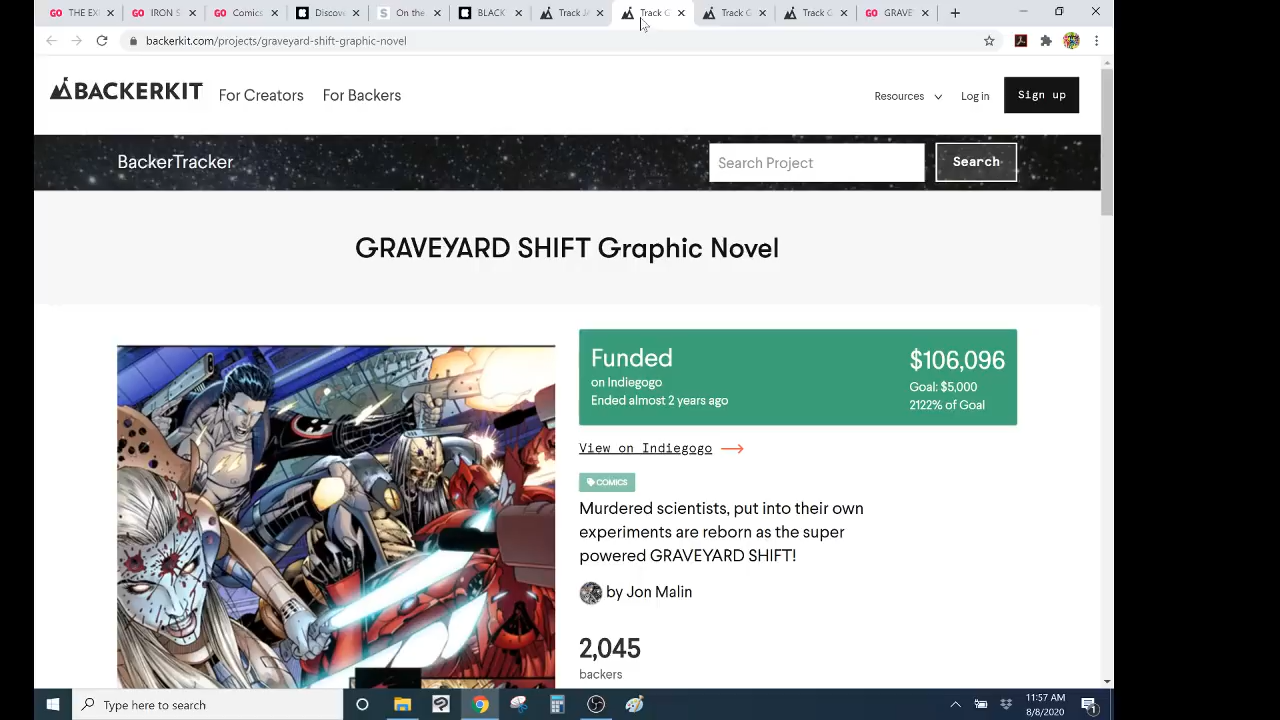 THE EX
IRON S
Comics
Discov
On the
BLACK
Track JA
Track G
Track G
Track G
GRAVE
backerkit.com/projects/graveyard-shift-graphic-novel
BACKERKIT
For Creators
For Backers
Resources
Log in
Sign up
BackerTracker
Search Project
Search
GRAVEYARD SHIFT Graphic Novel
Funded
$106,096
on Indiegogo
Goal: $5,000
Ended almost 2 years ago
2122% of Goal
View on Indiegogo
COMICS
Murdered scientists, put into their own
experiments are reborn as the super
powered GRAVEYARD SHIFT!
by Jon Malin
2,045
backers
Type here to search
11:57 AM
8/8/2020
1